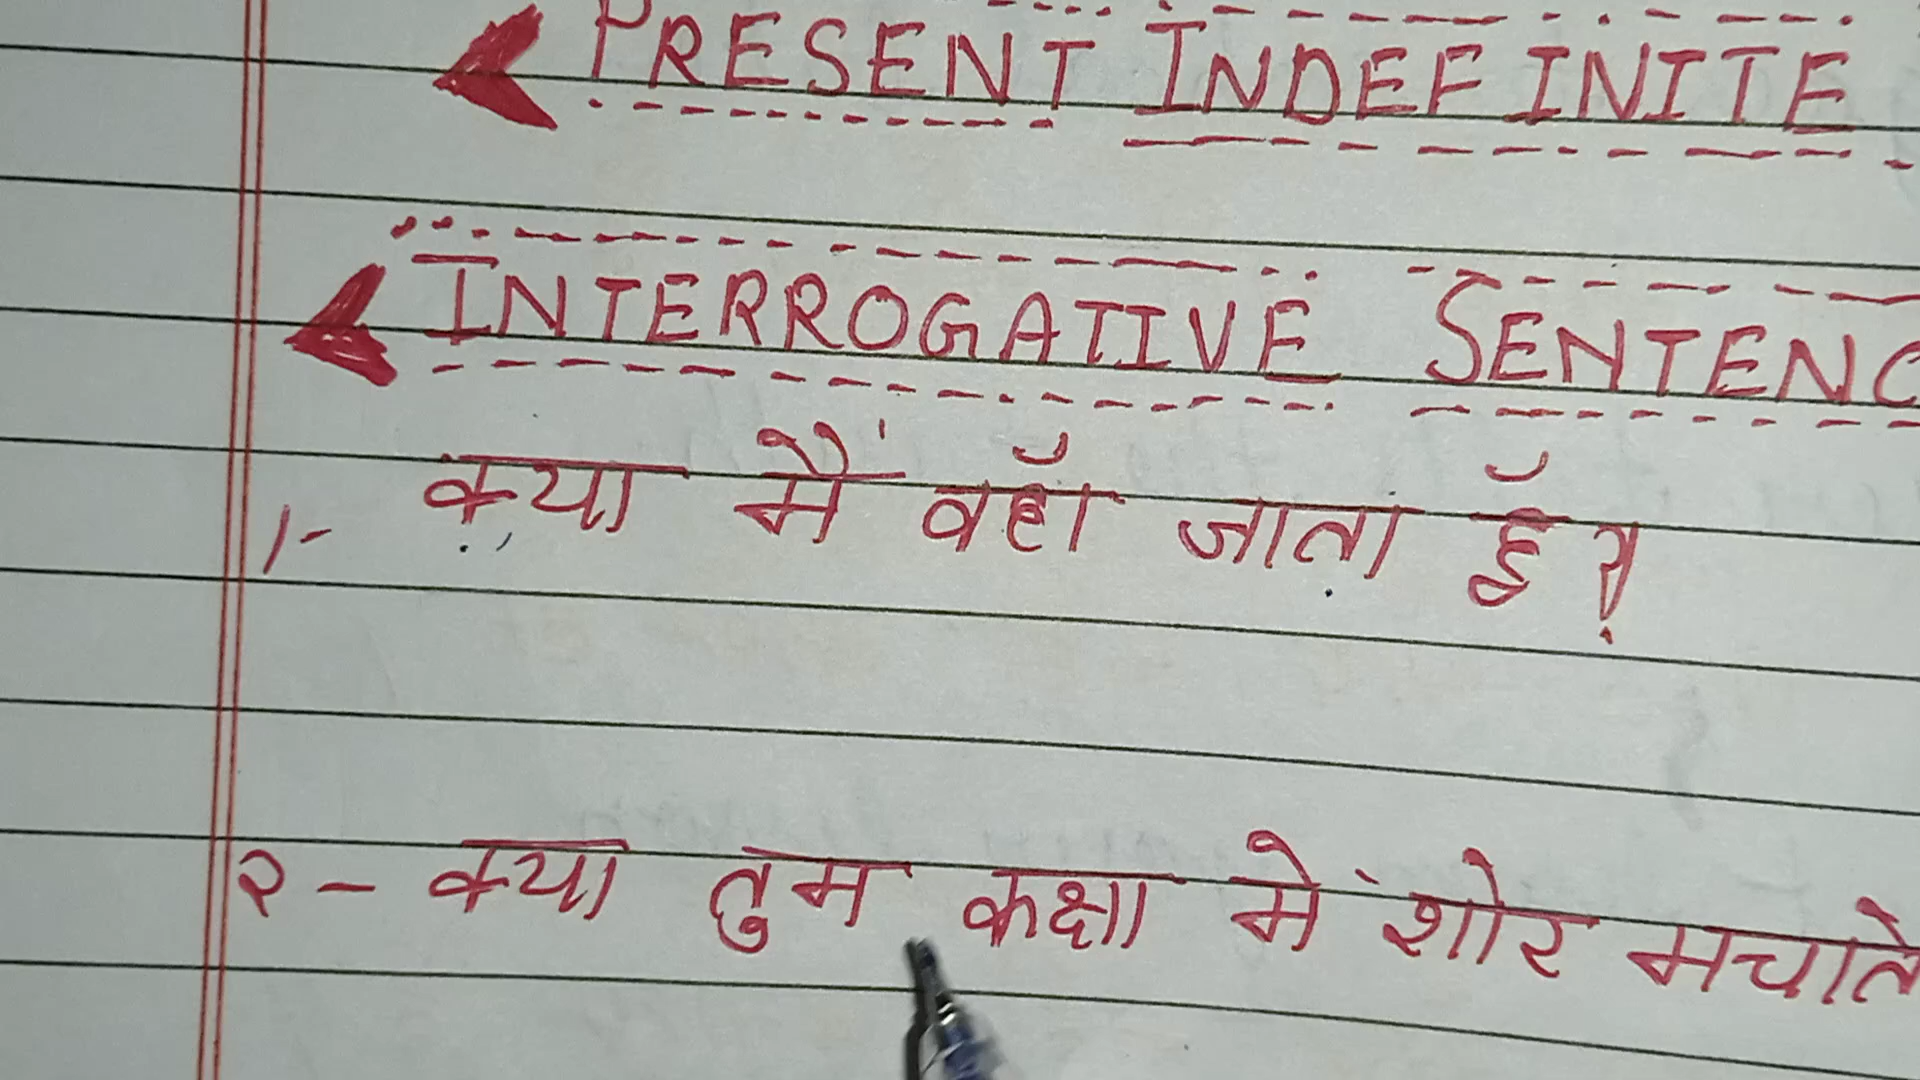 PRESENT INDEFINITE
INTERROGATIVE SENTENC
1- क्या मैं वहाँ जाता हूँ?
२- क्या तुम कक्षा में शोर मचाते